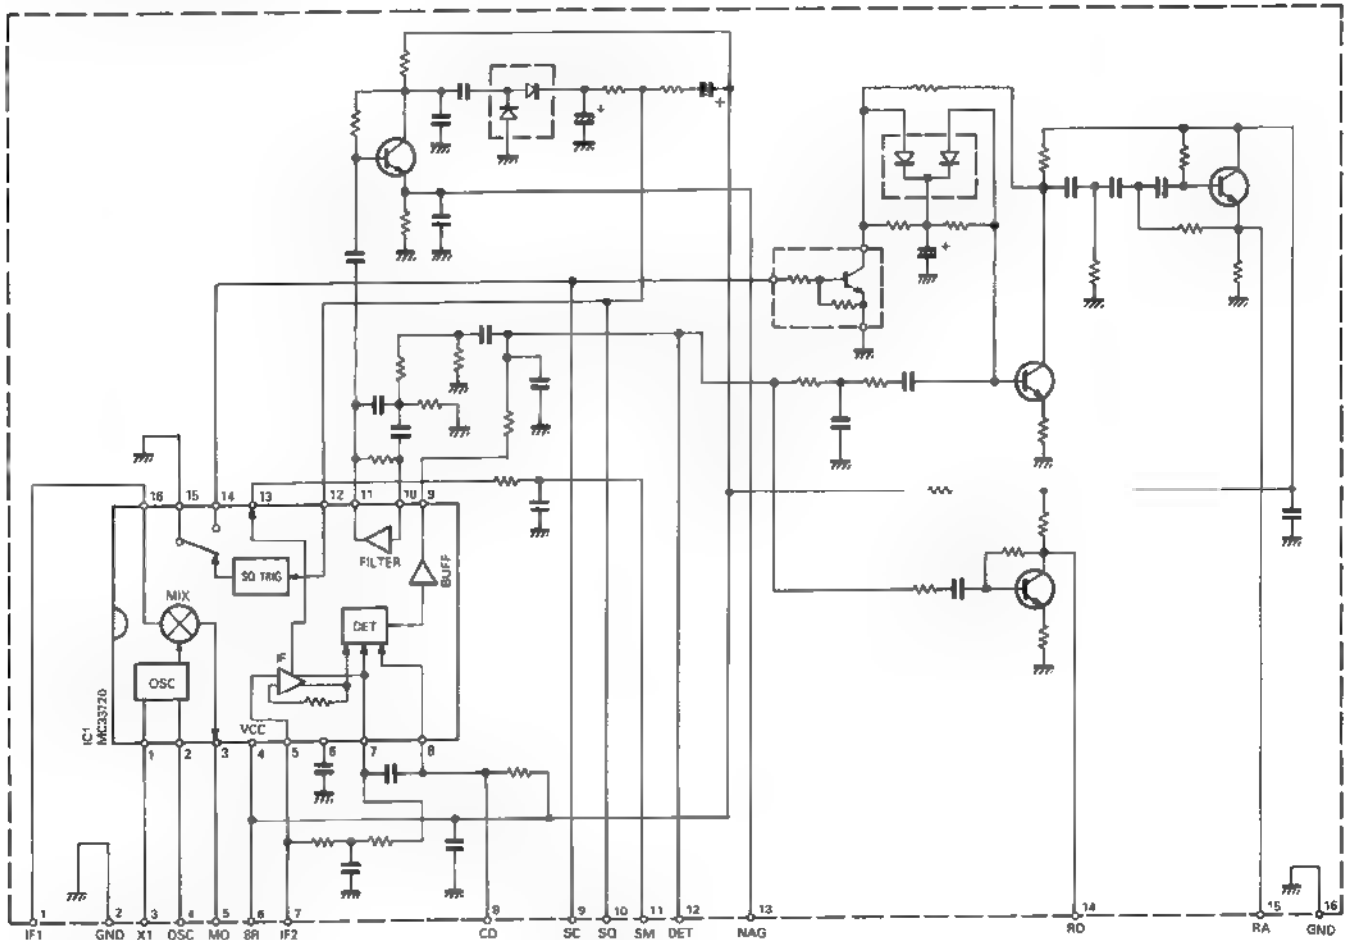 16 15 14 13 12 11 10 9
FILTER
BUFF
SQ TRIG
MIX
DET
OSC
IF
VCC
IC1
MC33720
1 2 3 4 5 6 7 8
1 2 3 4 5 6 7 8 9 10 11 12 13 14 15 16
IF1 GND X1 OSC MO 8R IF2 CD SC SQ SM DET NAG RD RA GND